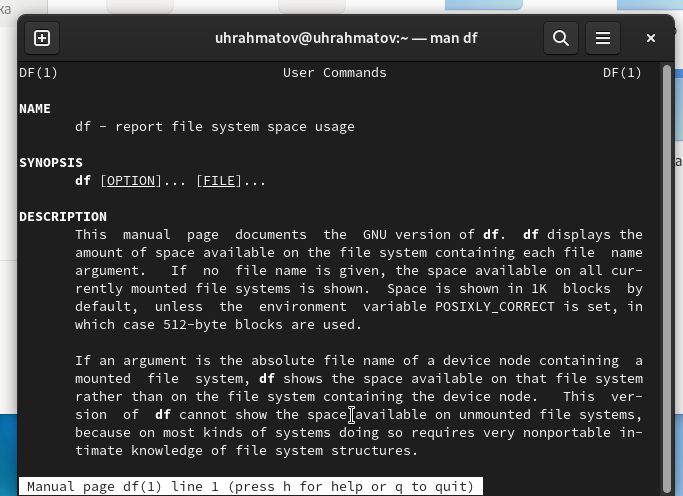 ka
uhrahmatov@uhrahmatov:~ — man df
DF(1) User Commands DF(1)
NAME
df - report file system space usage
SYNOPSIS
df [OPTION]... [FILE]...
DESCRIPTION
This manual page documents the GNU version of df. df displays the
amount of space available on the file system containing each file name
argument. If no file name is given, the space available on all cur-
rently mounted file systems is shown. Space is shown in 1K blocks by
default, unless the environment variable POSIXLY_CORRECT is set, in
which case 512-byte blocks are used.
If an argument is the absolute file name of a device node containing a
mounted file system, df shows the space available on that file system
rather than on the file system containing the device node. This ver-
sion of df cannot show the space available on unmounted file systems,
because on most kinds of systems doing so requires very nonportable in-
timate knowledge of file system structures.
Manual page df(1) line 1 (press h for help or q to quit)